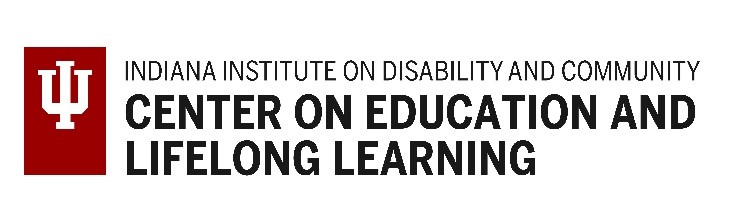 INDIANA INSTITUTE ON DISABILITY AND COMMUNITY
CENTER ON EDUCATION AND
LIFELONG LEARNING